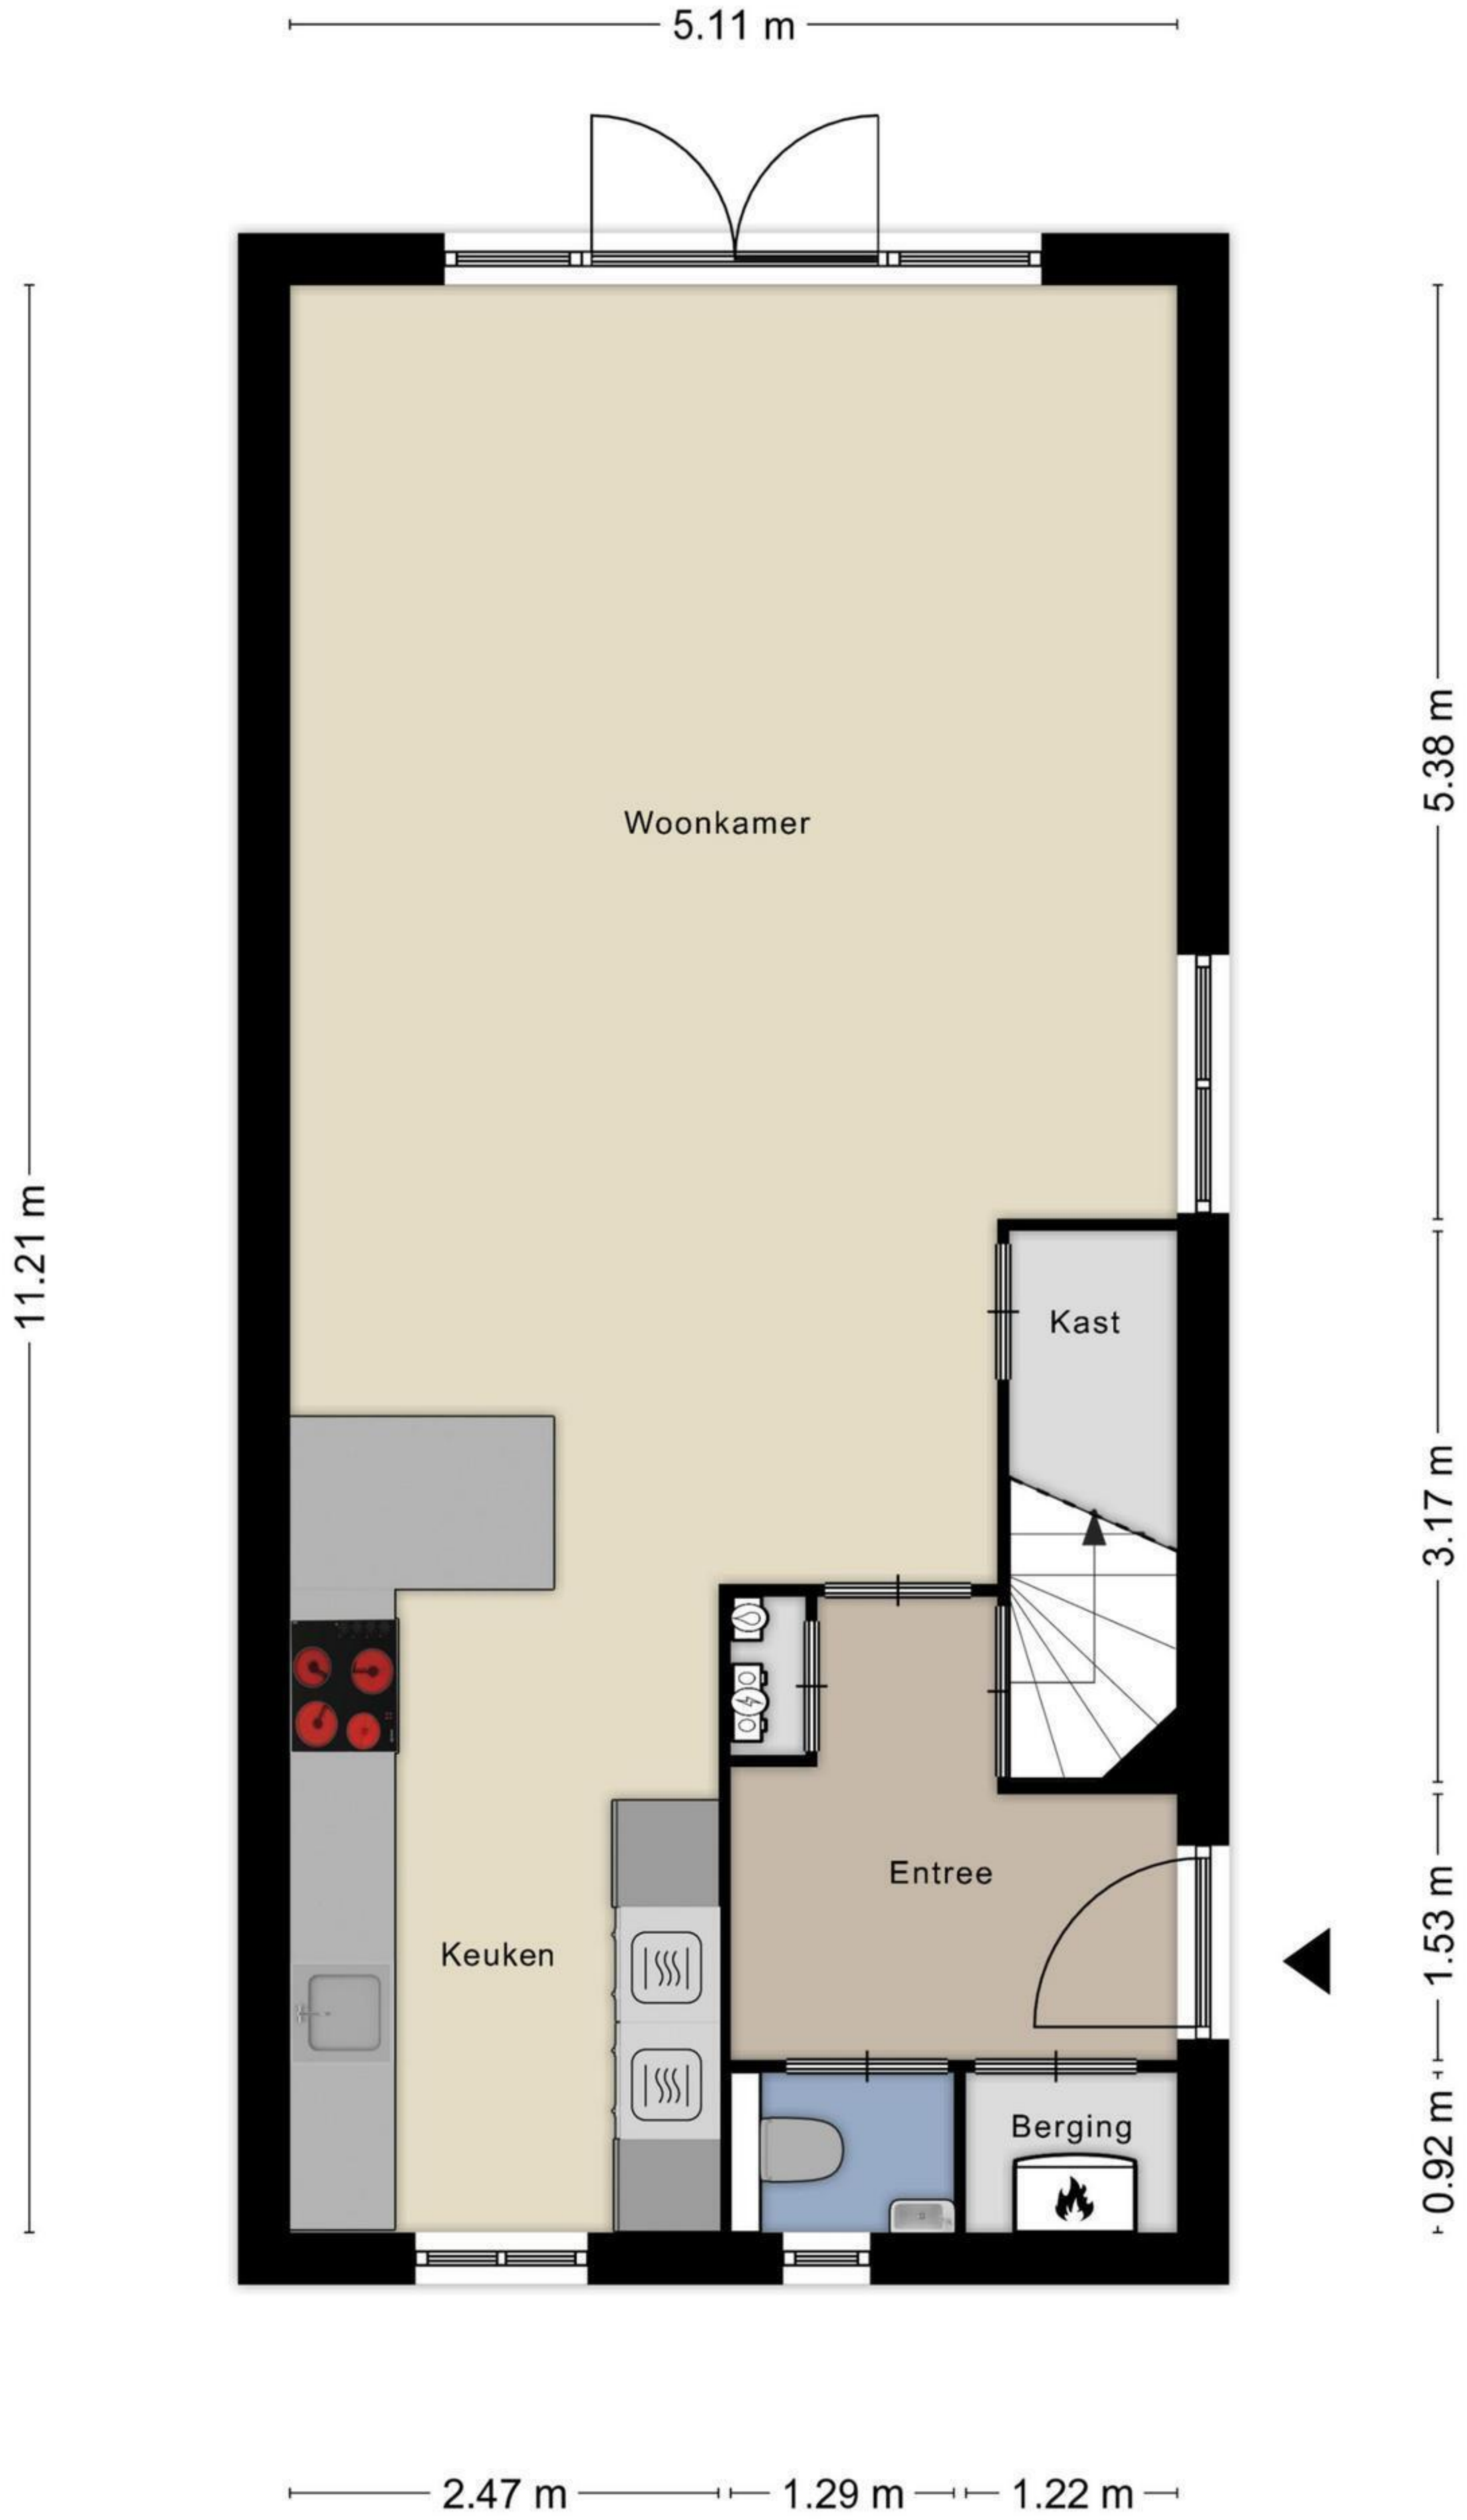 5.11 m
Woonkamer
5.38 m
11.21 m
Kast
3.17 m
Entree
1.53 m
Keuken
Berging
0.92 m
2.47 m
1.29 m
1.22 m